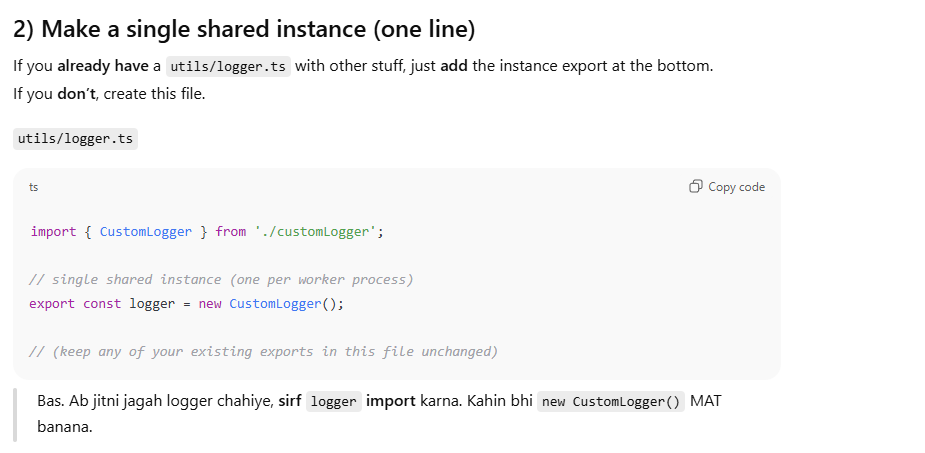 2) Make a single shared instance (one line)
If you already have a utils/logger.ts with other stuff, just add the instance export at the bottom.
If you don't, create this file.
utils/logger.ts
ts
Copy code
import { CustomLogger } from './customLogger';
// single shared instance (one per worker process)
export const logger = new CustomLogger();
// (keep any of your existing exports in this file unchanged)
Bas. Ab jitni jagah logger chahiye, sirf logger import karna. Kahin bhi new CustomLogger() MAT
banana.